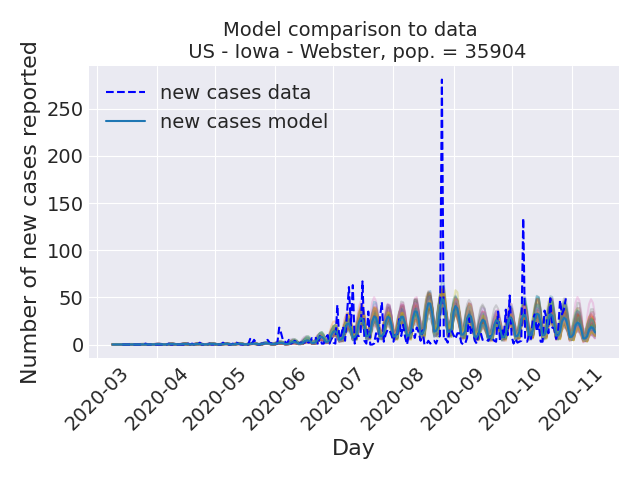 Model comparison to data
US - Iowa - Webster, pop. = 35904
new cases data
new cases model
Number of new cases reported
250
200
150
100
50
0
2020-03
2020-04
2020-05
2020-06
2020-07
2020-08
2020-09
2020-10
2020-11
Day